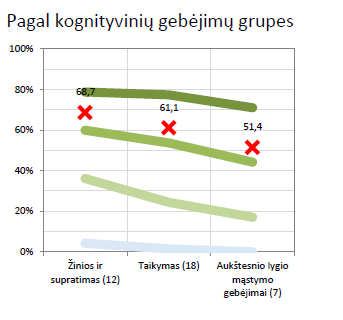 Pagal kognityvinių gebėjimų grupes
100%
80%
60%
40%
20%
0%
68,7
61,1
51,4
Žinios ir
supratimas (12)
Taikymas (18)
Aukštesnio lygio
mąstymo
gebėjimai (7)